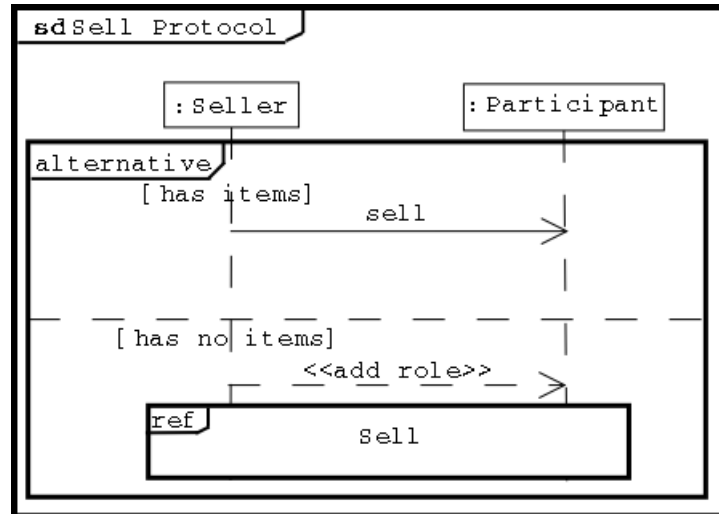 sd Sell Protocol
: Seller
: Participant
alternative
[ has items]
sell
[ has no items]
<<add role>>
ref
Sell